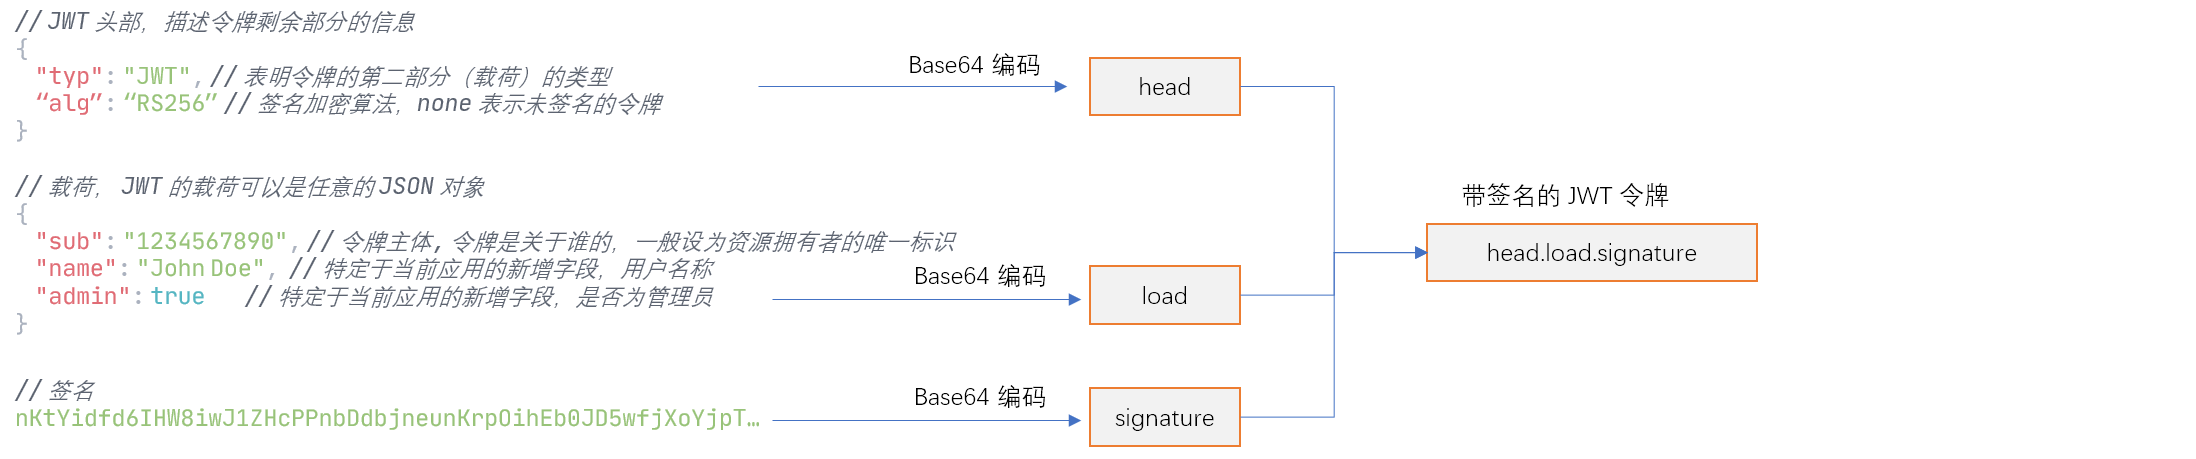 // JWT 头部，描述令牌剩余部分的信息
{
"typ": "JWT", // 表明令牌的第二部分（载荷）的类型
“alg”: “RS256” // 签名加密算法，none 表示未签名的令牌
}
Base64 编码
head
// 载荷， JWT 的载荷可以是任意的 JSON 对象
{
"sub": "1234567890", // 令牌主体, 令牌是关于谁的，一般设为资源拥有者的唯一标识
"name": "John Doe", // 特定于当前应用的新增字段，用户名称
"admin": true // 特定于当前应用的新增字段，是否为管理员
}
Base64 编码
load
// 签名
nKtYidfd6IHW8iwJ1ZHcPPnbDdbjneunKrpOihEb0JD5wfjXoYjpT…
Base64 编码
signature
带签名的 JWT 令牌
head.load.signature